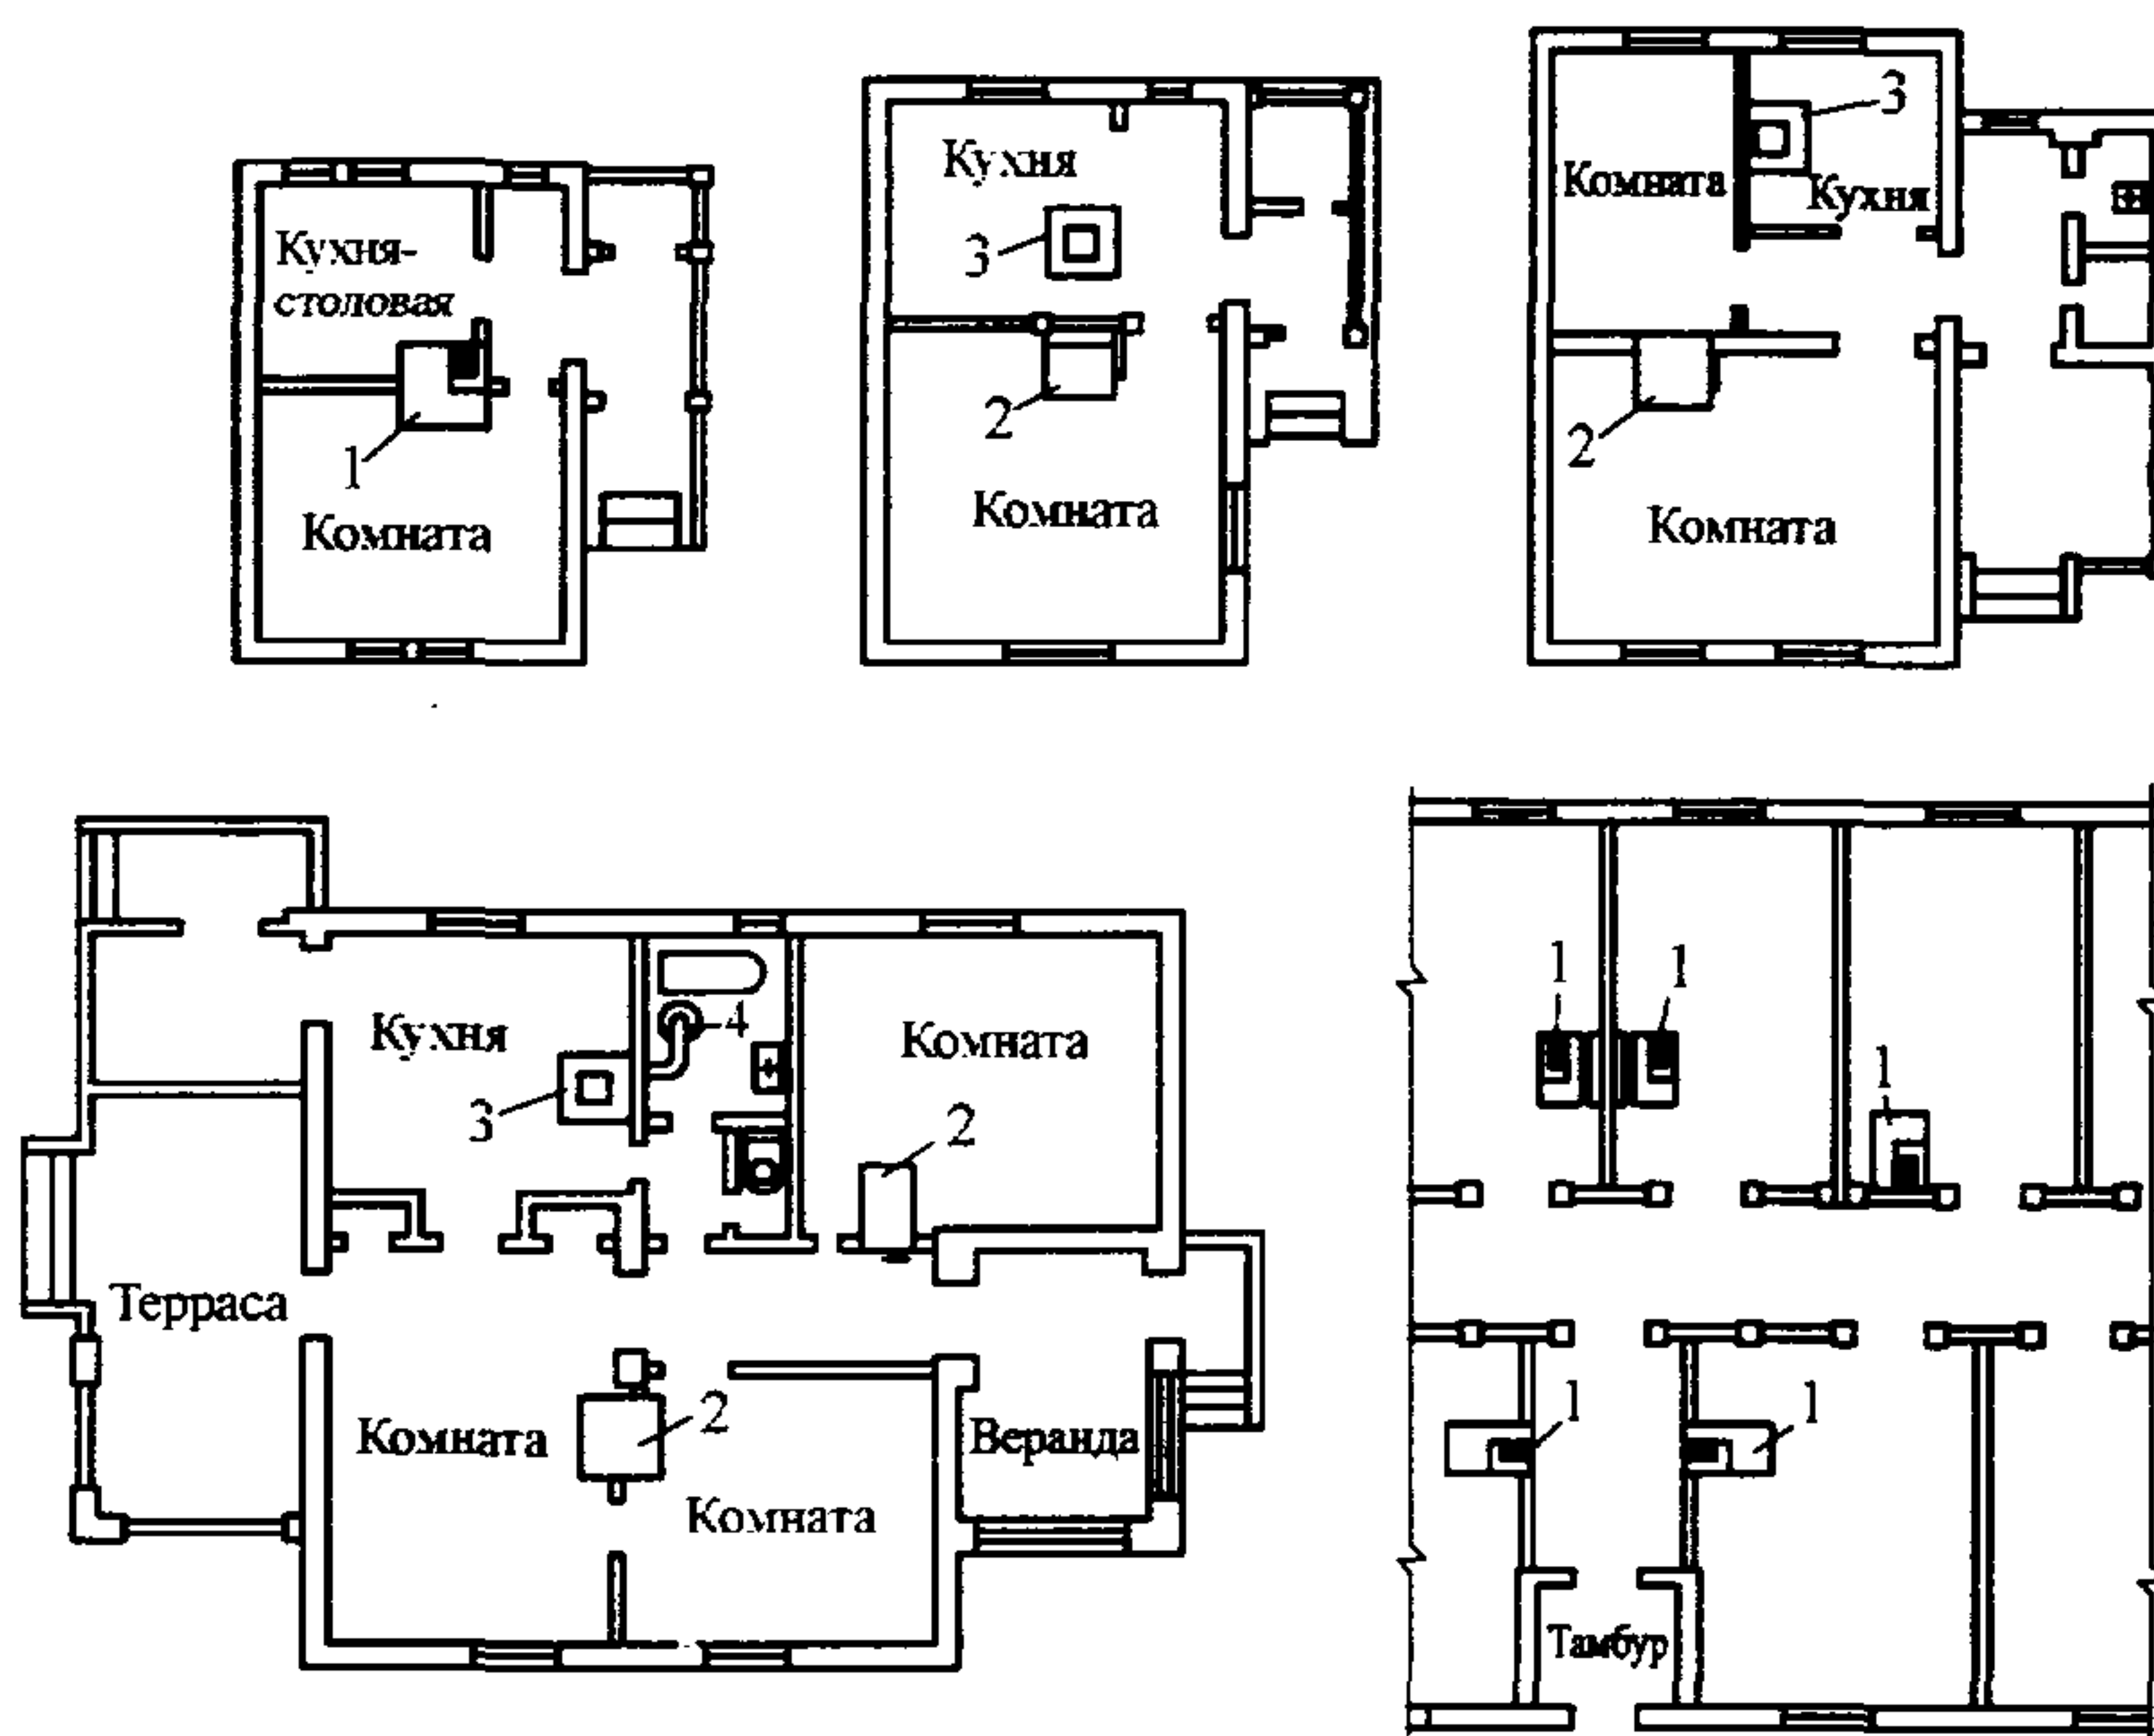 Кухня-
столовая
1
Комната
Кухня
3
2
Комната
3
Комната
Кухня
2
Комната
Кухня
4
Комната
3
2
Терраса
Комната
2
Веранда
Комната
1
1
1
1
1
Тамбур